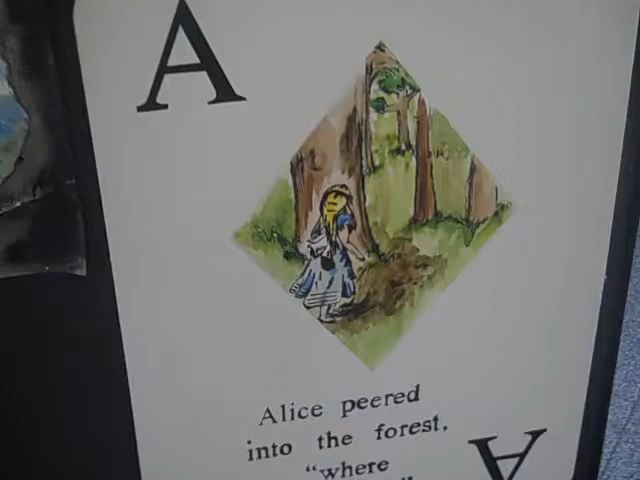 A
Alice peered
into the forest,
"where
A